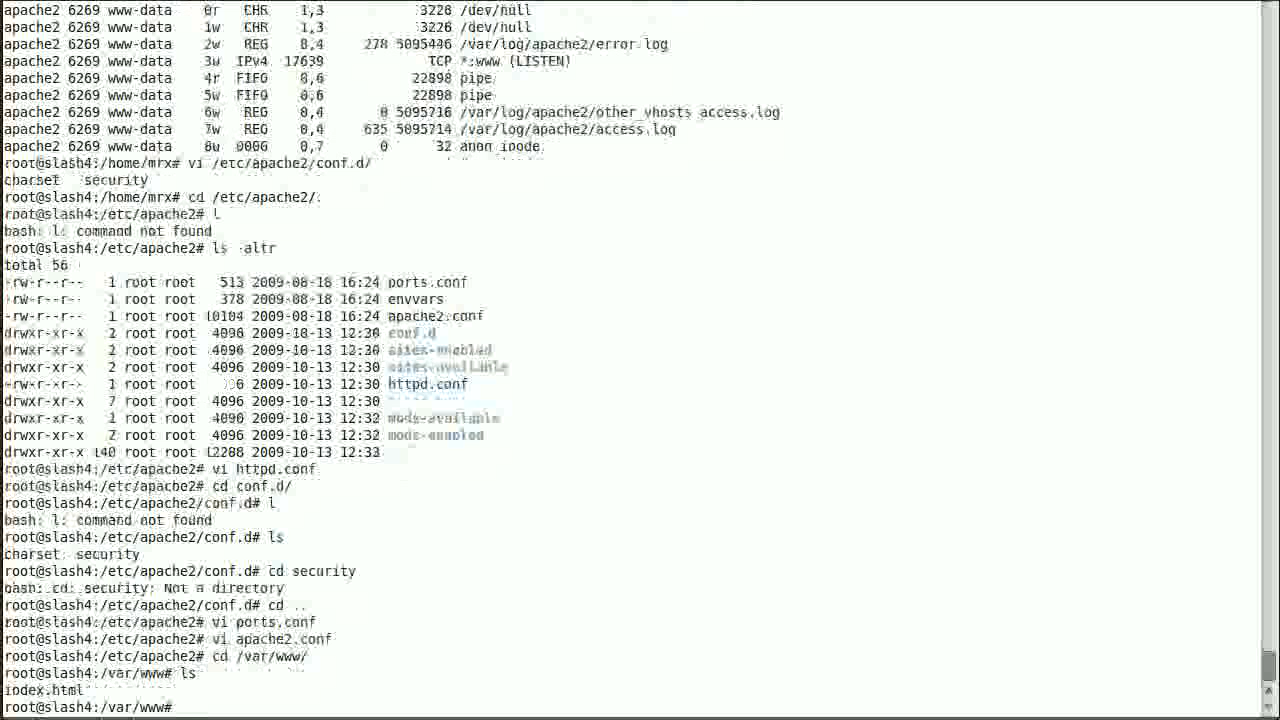 apache2 6269 www-data 0r CHR 1,3 3226 /dev/null
apache2 6269 www-data 1w CHR 1,3 3226 /dev/null
apache2 6269 www-data 2w REG 8,4 278 5095446 /var/log/apache2/error.log
apache2 6269 www-data 3u IPv4 17639 TCP *:www (LISTEN)
apache2 6269 www-data 4r FIFO 0,6 22898 pipe
apache2 6269 www-data 5w FIFO 0,6 22898 pipe
apache2 6269 www-data 6w REG 8,4 0 5095716 /var/log/apache2/other_vhosts_access.log
apache2 6269 www-data 7w REG 8,4 635 5095714 /var/log/apache2/access.log
apache2 6269 www-data 8u 0000 0,7 0 32 anon_inode
root@slash4:/home/mrx# vi /etc/apache2/conf.d/
charset security
root@slash4:/home/mrx# cd /etc/apache2/.
root@slash4:/etc/apache2# l
bash: l: command not found
root@slash4:/etc/apache2# ls -altr
total 56
-rw-r--r-- 1 root root 513 2009-08-18 16:24 ports.conf
-rw-r--r-- 1 root root 378 2009-08-18 16:24 envvars
-rw-r--r-- 1 root root 10104 2009-08-18 16:24 apache2.conf
drwxr-xr-x 2 root root 4096 2009-10-13 12:30 conf.d
drwxr-xr-x 2 root root 4096 2009-10-13 12:30 sites-enabled
drwxr-xr-x 2 root root 4096 2009-10-13 12:30 sites-available
-rw-r--r-- 1 root root 2009-10-13 12:30 httpd.conf
drwxr-xr-x 7 root root 4096 2009-10-13 12:30
drwxr-xr-x 2 root root 4096 2009-10-13 12:32 mods-available
drwxr-xr-x 2 root root 4096 2009-10-13 12:32 mods-enabled
drwxr-xr-x 140 root root 12288 2009-10-13 12:32
root@slash4:/etc/apache2# vi httpd.conf
root@slash4:/etc/apache2# cd conf.d/
root@slash4:/etc/apache2/conf.d# l
bash: l: command not found
root@slash4:/etc/apache2/conf.d# ls
charset security
root@slash4:/etc/apache2/conf.d# cd security
bash: cd: security: Not a directory
root@slash4:/etc/apache2/conf.d# cd ..
root@slash4:/etc/apache2# vi ports.conf
root@slash4:/etc/apache2# vi apache2.conf
root@slash4:/etc/apache2# cd /var/www/
root@slash4:/var/www# ls
index.html
root@slash4:/var/www#